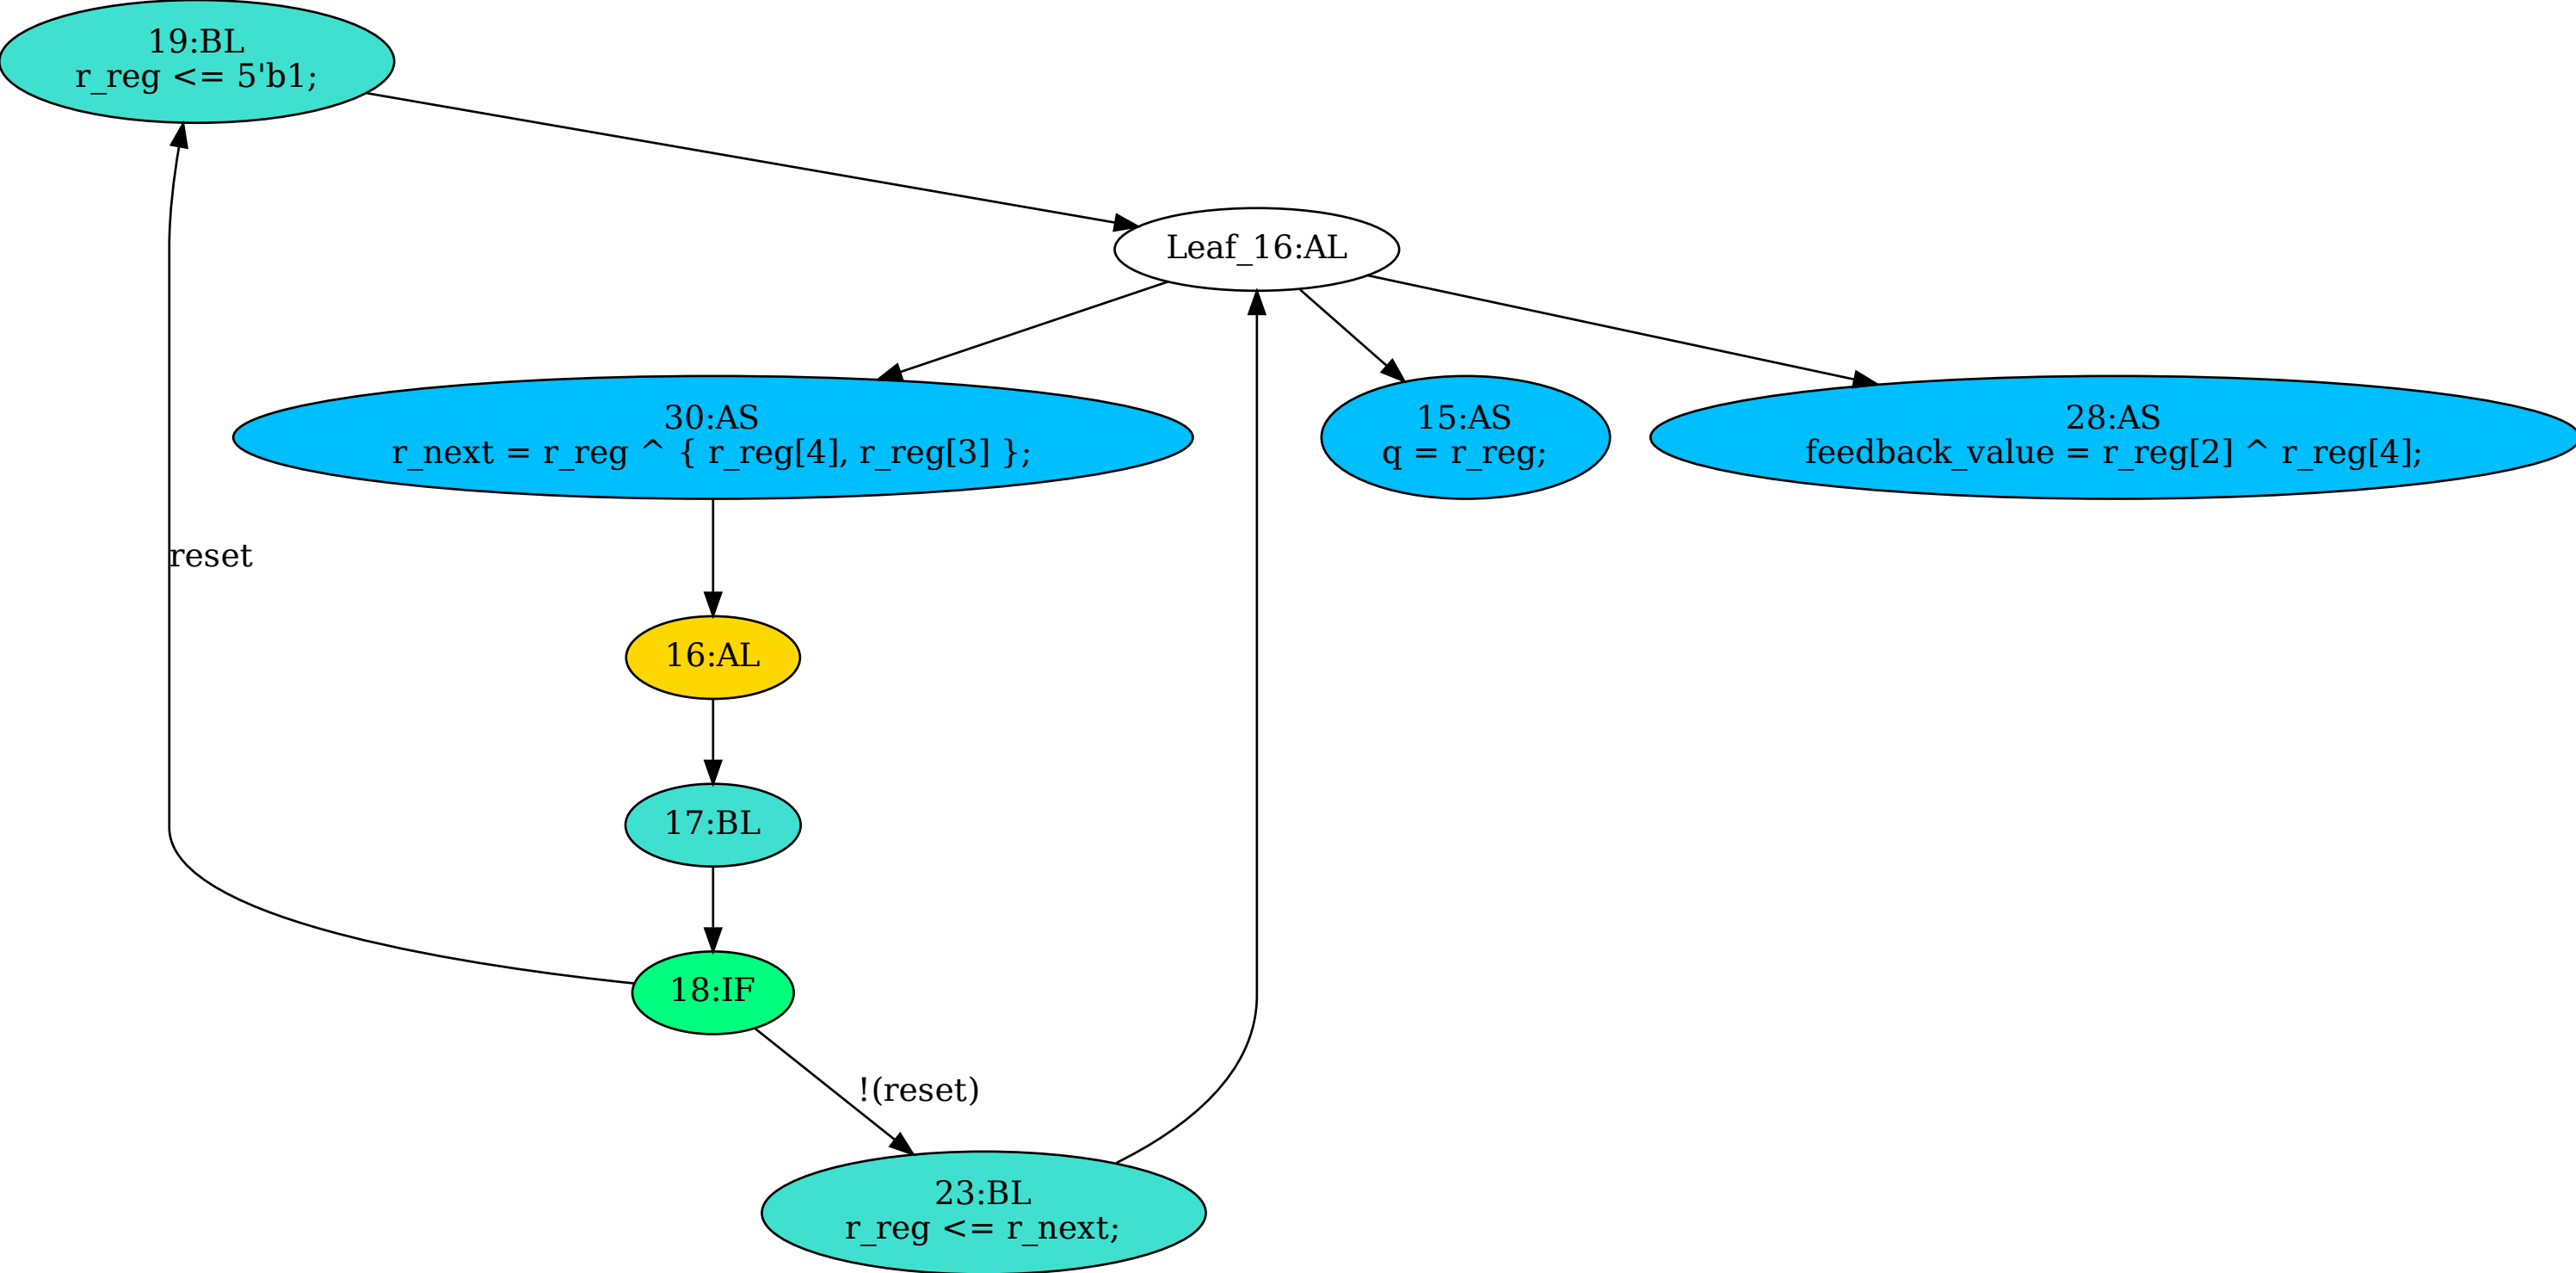 19:BL
r_reg <= 5'b1;
Leaf_16:AL
30:AS
r_next = r_reg ^ { r_reg[4], r_reg[3] };
15:AS
q = r_reg;
28:AS
feedback_value = r_reg[2] ^ r_reg[4];
reset
16:AL
17:BL
18:IF
!(reset)
23:BL
r_reg <= r_next;